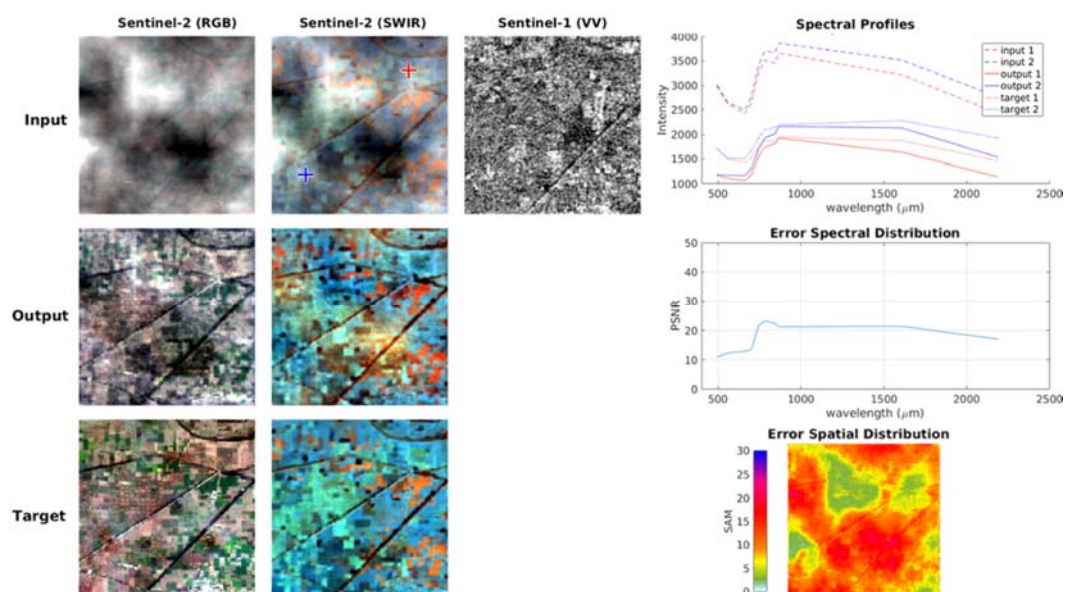 Sentinel-2 (RGB)
Sentinel-2 (SWIR)
Sentinel-1 (VV)
Input
Output
Target
Spectral Profiles
4000
3500
3000
2500
2000
1500
1000
Intensity
500
1000
1500
2000
2500
wavelength (μm)
input 1
input 2
output 1
output 2
target 1
target 2
Error Spectral Distribution
50
40
30
20
10
0
PSNR
500
1000
1500
2000
2500
wavelength (μm)
Error Spatial Distribution
30
25
20
15
10
5
0
SAM